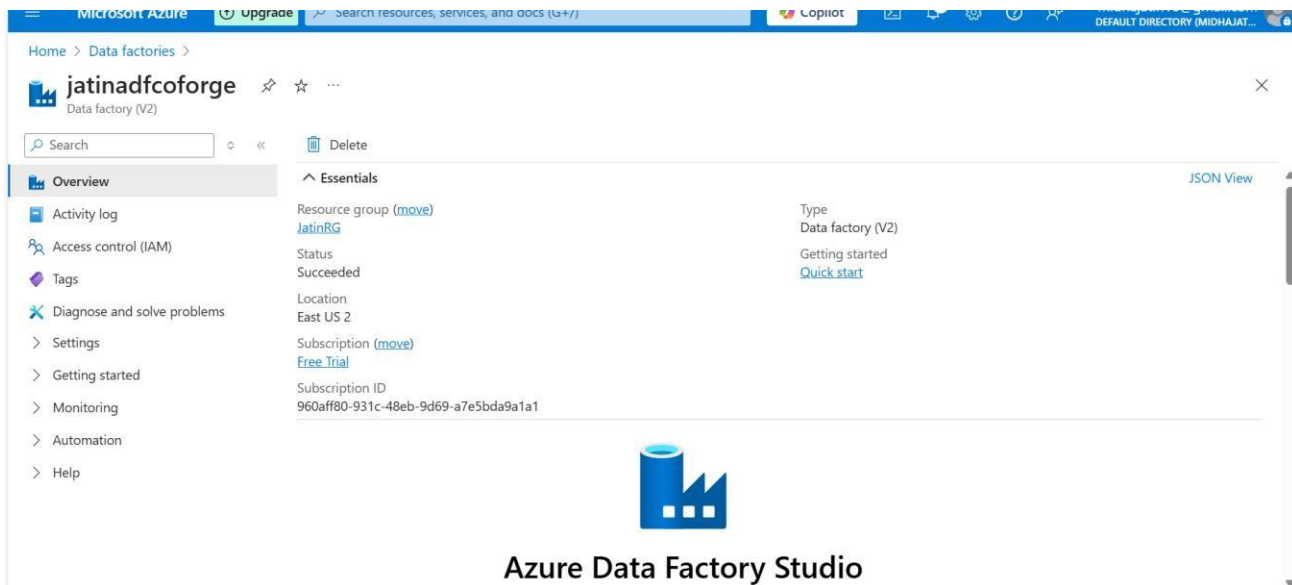 Microsoft Azure
Upgrade
Search resources, services, and docs (G+/)
Copilot
DEFAULT DIRECTORY (MIDHAJAT...
Home > Data factories >
jatinadfcoforge
Data factory (V2)
Search
Delete
Overview
Activity log
Access control (IAM)
Tags
Diagnose and solve problems
Settings
Getting started
Monitoring
Automation
Help
Essentials
JSON View
Resource group (move)
JatinRG
Status
Succeeded
Location
East US 2
Subscription (move)
Free Trial
Subscription ID
960aff80-931c-48eb-9d69-a7e5bda9a1a1
Type
Data factory (V2)
Getting started
Quick start
Azure Data Factory Studio